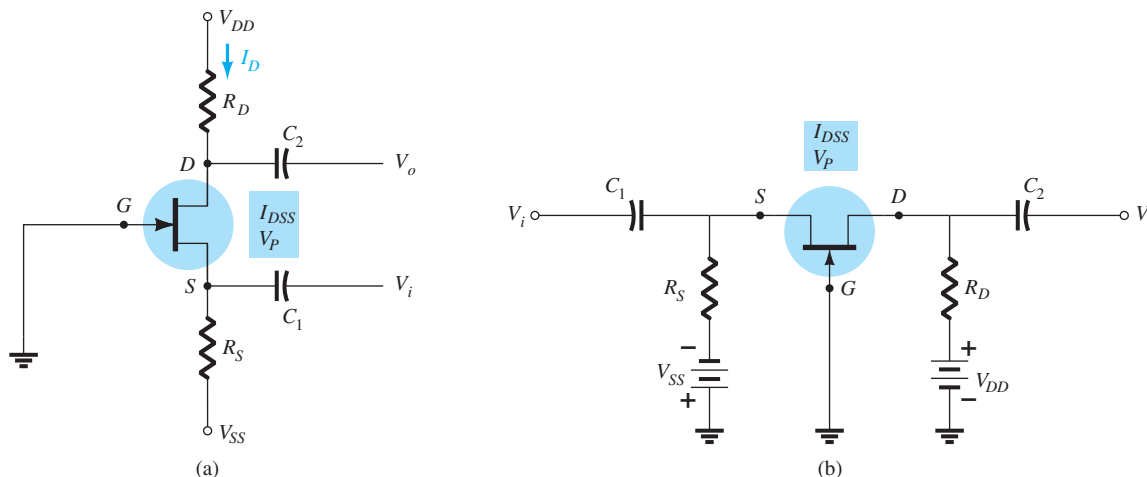 V_DD
I_D
R_D
C_2
D
V_o
G
I_DSS
V_P
S
V_i
C_1
R_S
V_SS
(a)
I_DSS
V_P
C_1
S
D
C_2
V_i
V
R_S
G
R_D
−
+
V_SS
V_DD
+
−
(b)